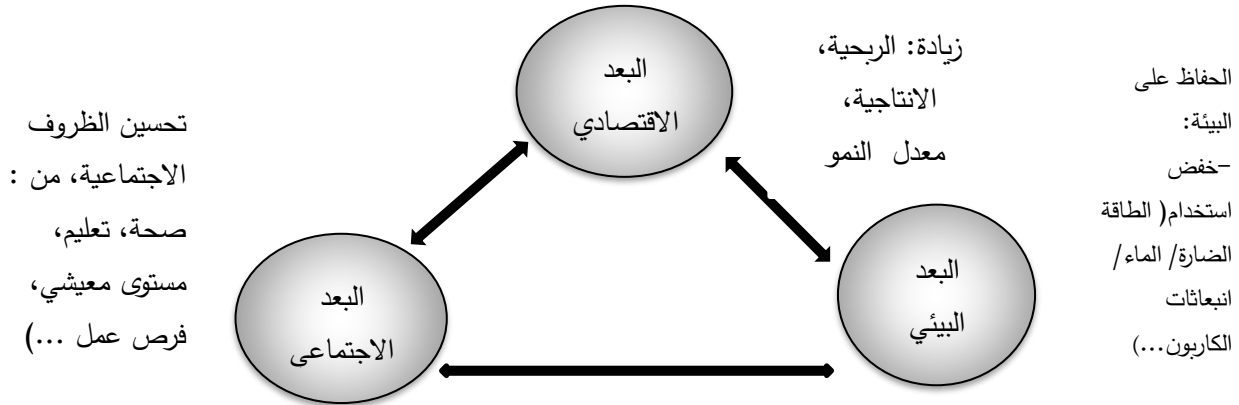 البعد
الاقتصادي
زيادة: الربحية،
الانتاجية،
معدل النمو
الحفاظ على
البيئة:
-خفض
استخدام( الطاقة
الضارة/ الماء/
انبعاثات
الكاربون...)
تحسين الظروف
الاجتماعية، من :
صحة، تعليم،
مستوى معيشي،
فرص عمل ...)
البعد
البيئي
البعد
الاجتماعى